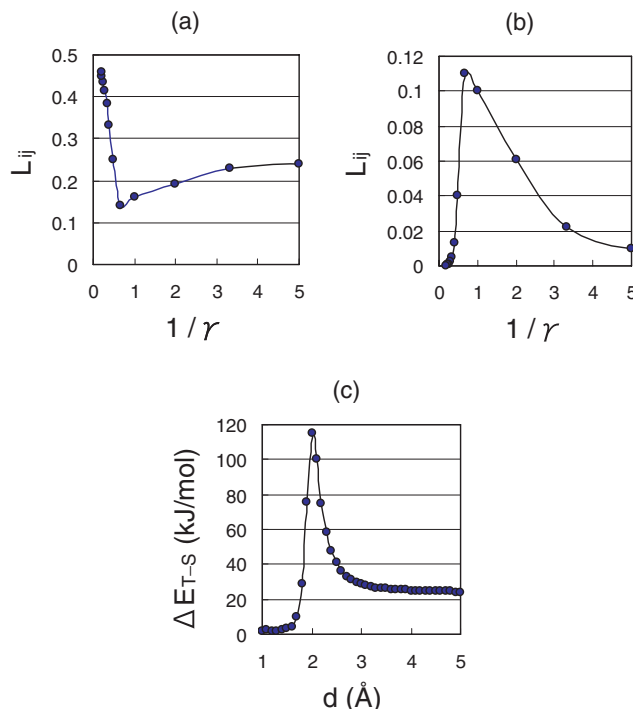 (a)
0.5
0.4
0.3
0.2
0.1
0
Lij
0 1 2 3 4 5
1 / γ
(b)
0.12
0.1
0.08
0.06
0.04
0.02
0
Lij
0 1 2 3 4 5
1 / γ
(c)
120
100
80
60
40
20
0
Δ ET−S (kJ/mol)
1 2 3 4 5
d (Å)